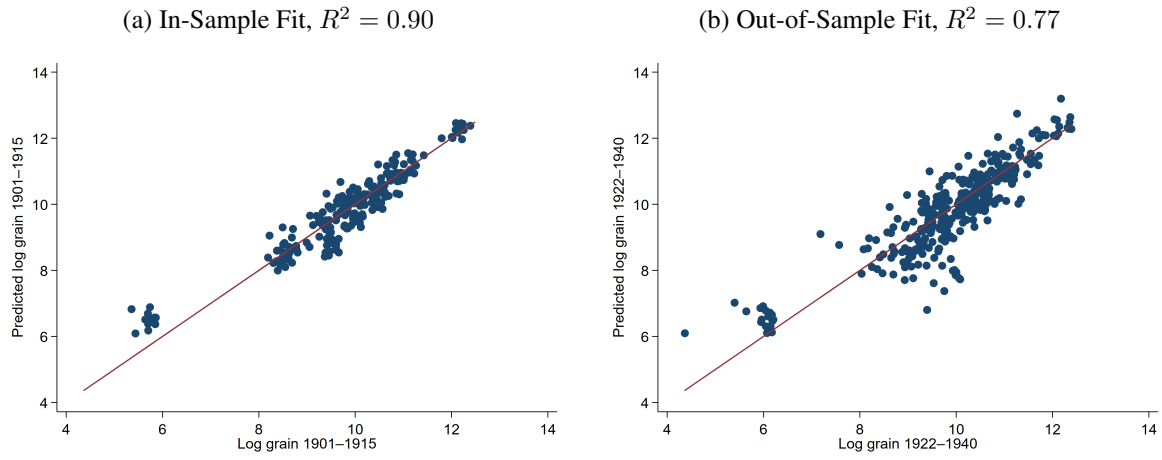 (a) In-Sample Fit, R² = 0.90
14
12
10
8
6
4
Predicted log grain 1901–1915
4 6 8 10 12 14
Log grain 1901–1915
(b) Out-of-Sample Fit, R² = 0.77
14
12
10
8
6
4
Predicted log grain 1922–1940
4 6 8 10 12 14
Log grain 1922–1940